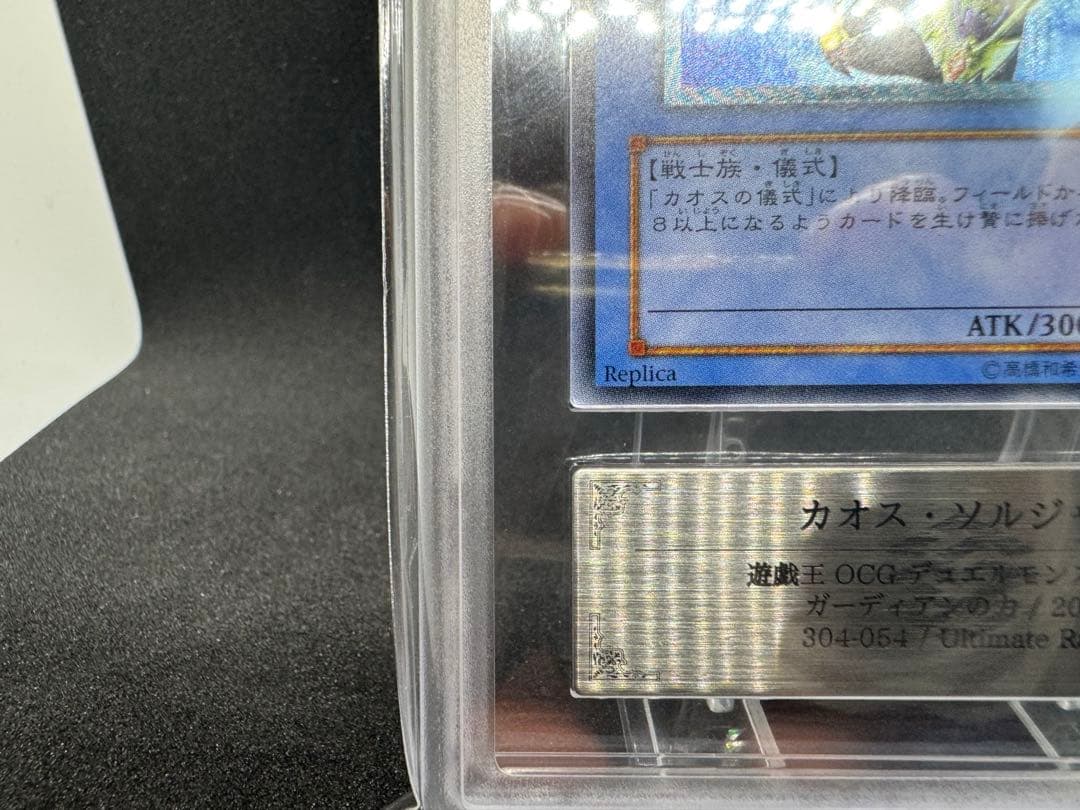 【戦士族・儀式】
「カオスの儀式」により降臨。フィールドか
8以上になるようカードを生け贄に捧げ
ATK/300
Replica
©高橋和希
カオス・ソルジャ
遊戯王 OCG デュエルモンス
ガーディアンの力 / 20
304-054 / Ultimate R